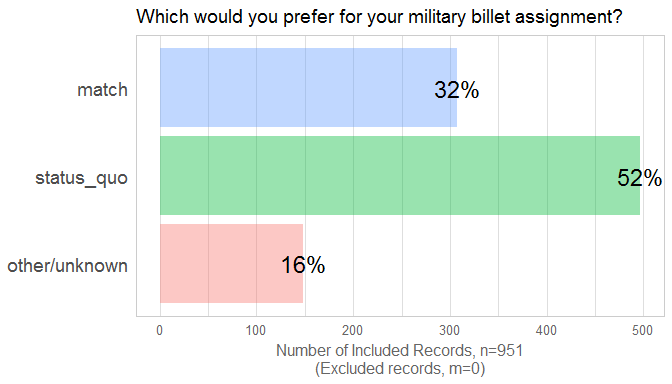 Which would you prefer for your military billet assignment?
match
32%
status_quo
52%
other/unknown
16%
0 100 200 300 400 500
Number of Included Records, n=951
(Excluded records, m=0)